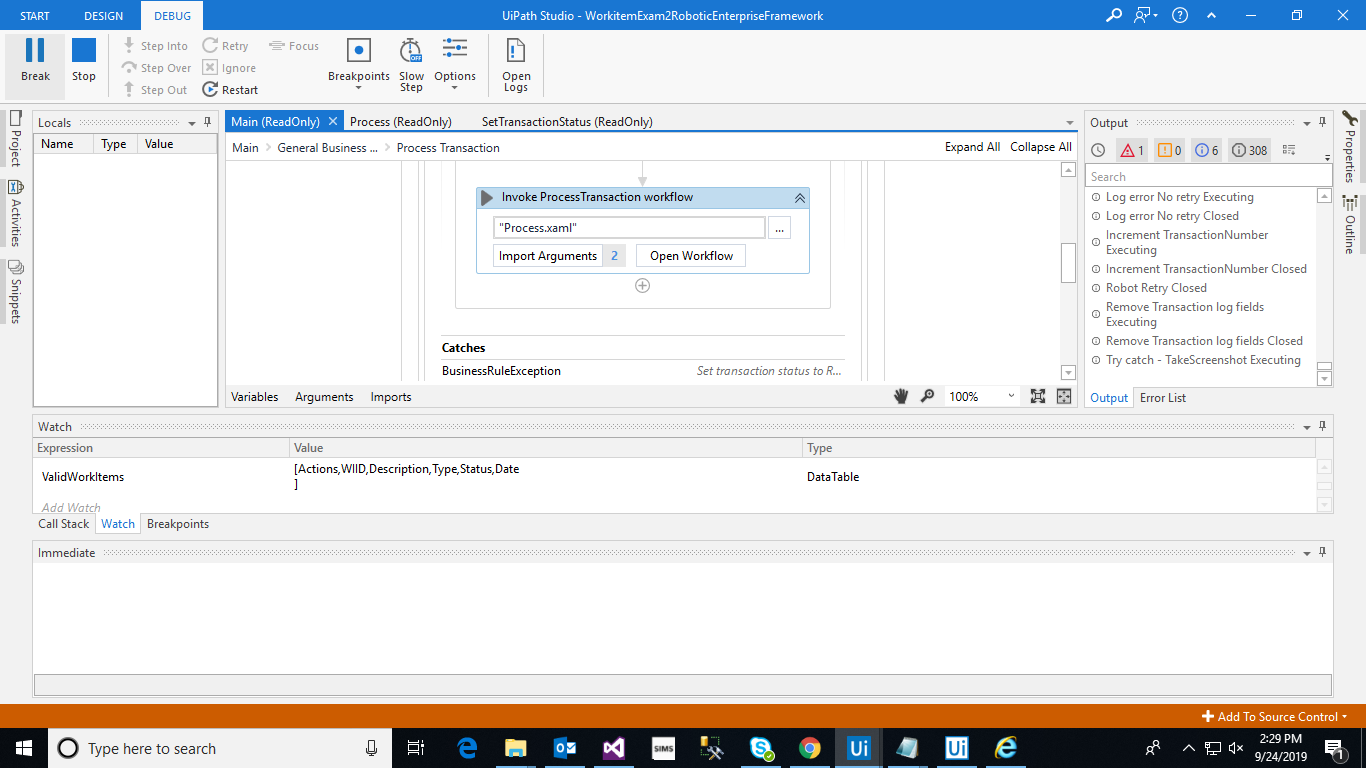 START DESIGN DEBUG UiPath Studio - WorkitemExam2RoboticEnterpriseFramework
Break
Stop
Step Into
Step Over
Step Out
Retry
Ignore
Restart
Focus
Breakpoints
Slow
Step
Options
Open
Logs
Project
Activities
Snippets
Locals
Name Type Value
Main (ReadOnly) Process (ReadOnly) SetTransactionStatus (ReadOnly)
Main General Business ... Process Transaction Expand All Collapse All
Invoke ProcessTransaction workflow
"Process.xaml" ...
Import Arguments 2 Open Workflow
Catches
BusinessRuleException Set transaction status to R...
Variables Arguments Imports 100%
Output
1 0 6 308
Search
Log error No retry Executing
Log error No retry Closed
Increment TransactionNumber
Executing
Increment TransactionNumber Closed
Robot Retry Closed
Remove Transaction log fields
Executing
Remove Transaction log fields Closed
Try catch - TakeScreenshot Executing
Output Error List
Properties
Outline
Watch
Expression Value Type
ValidWorkItems [Actions,WIID,Description,Type,Status,Date
] DataTable
Add Watch
Call Stack Watch Breakpoints
Immediate
Add To Source Control
Type here to search
SIMS
Ui
Ui
2:29 PM
9/24/2019
1